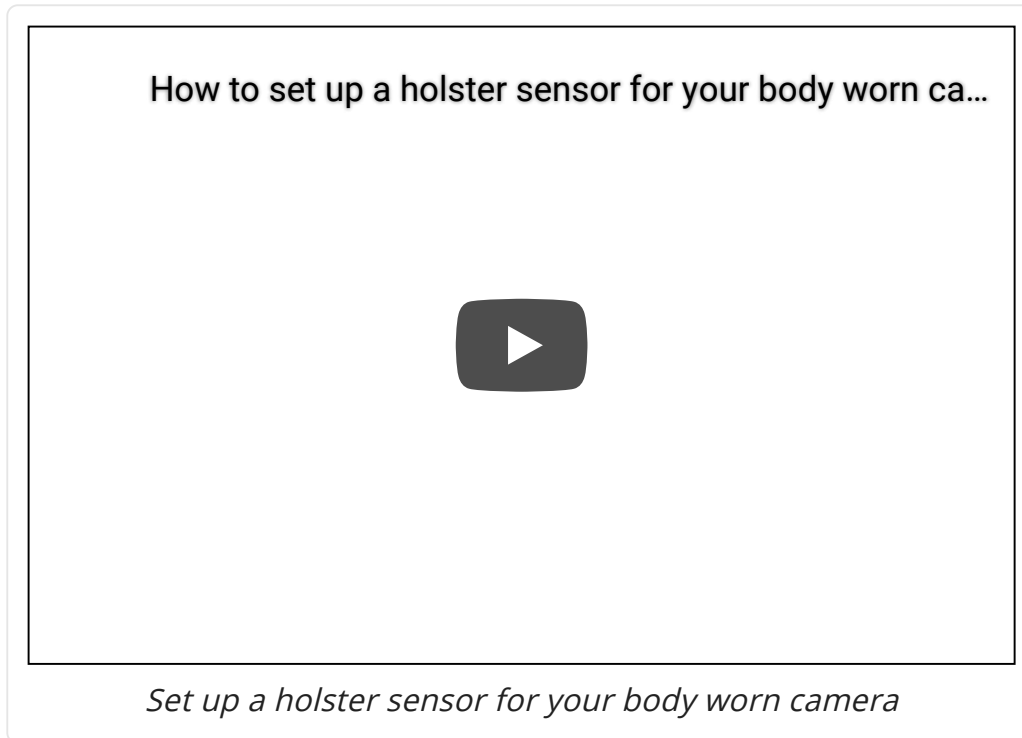 How to set up a holster sensor for your body worn ca…
Set up a holster sensor for your body worn camera